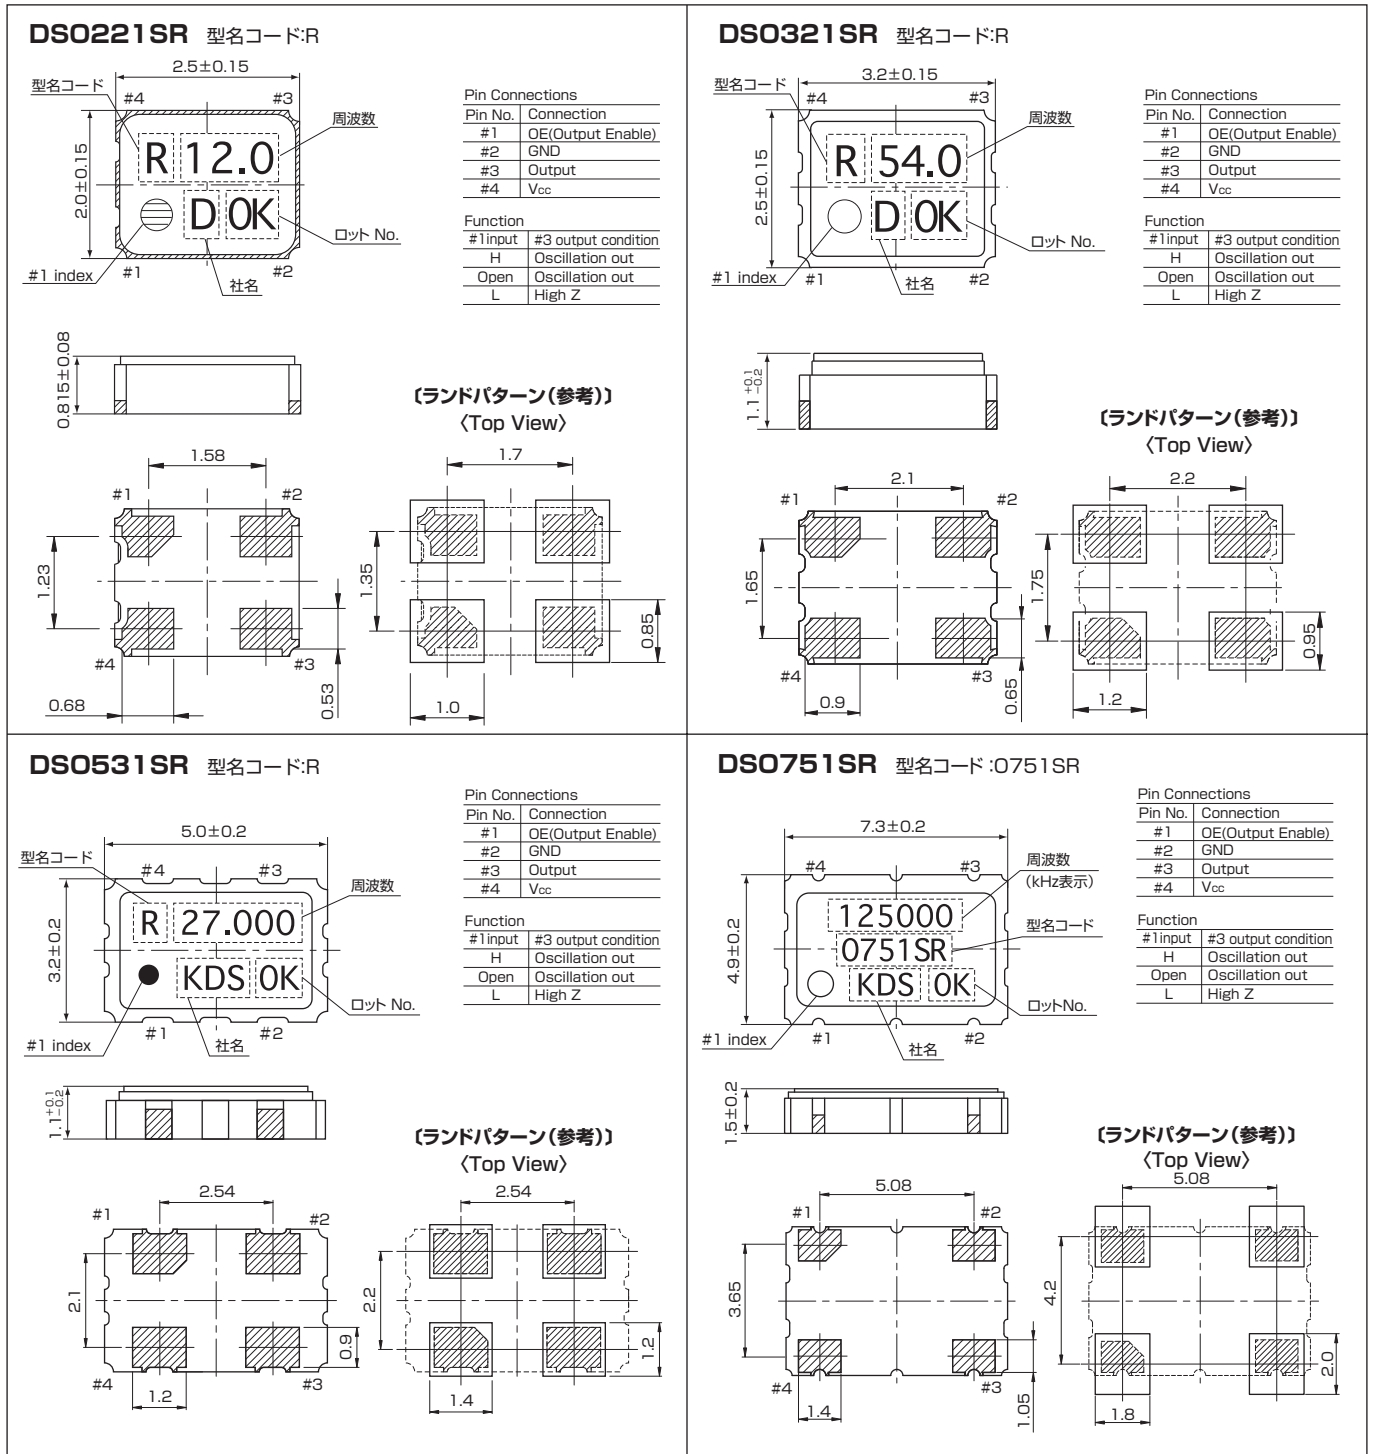 DSO221SR 型名コード:R
2.5±0.15
型名コード
#4
#3
周波数
2.0±0.15
R 12.0
D 0K
ロット No.
#1 index
#1
#2
社名
Pin Connections
Pin No. Connection
#1 OE(Output Enable)
#2 GND
#3 Output
#4 Vcc
Function
#1input #3 output condition
H Oscillation out
Open Oscillation out
L High Z
0.815±0.08
〔ランドパターン(参考)〕
〈Top View〉
1.58
#1
#2
1.23
#4
#3
0.68
0.53
1.7
1.35
0.85
1.0
DSO321SR 型名コード:R
3.2±0.15
型名コード
#4
#3
周波数
2.5±0.15
R 54.0
D 0K
ロット No.
#1 index
#1
#2
社名
Pin Connections
Pin No. Connection
#1 OE(Output Enable)
#2 GND
#3 Output
#4 Vcc
Function
#1input #3 output condition
H Oscillation out
Open Oscillation out
L High Z
1.1 +0.1 -0.2
〔ランドパターン(参考)〕
〈Top View〉
2.1
#1
#2
1.65
#4
#3
0.9
0.65
2.2
1.75
0.95
1.2
DSO531SR 型名コード:R
5.0±0.2
型名コード
#4
#3
周波数
3.2±0.2
R 27.000
KDS 0K
ロット No.
#1 index
#1
#2
社名
Pin Connections
Pin No. Connection
#1 OE(Output Enable)
#2 GND
#3 Output
#4 Vcc
Function
#1input #3 output condition
H Oscillation out
Open Oscillation out
L High Z
1.1 +0.1 -0.2
〔ランドパターン(参考)〕
〈Top View〉
2.54
#1
#2
2.1
0.9
#4
#3
1.2
2.54
2.2
1.2
1.4
DSO751SR 型名コード:0751SR
7.3±0.2
#4
#3
周波数
(kHz表示)
型名コード
4.9±0.2
125000
0751SR
KDS 0K
ロットNo.
#1 index
#1
#2
社名
Pin Connections
Pin No. Connection
#1 OE(Output Enable)
#2 GND
#3 Output
#4 Vcc
Function
#1input #3 output condition
H Oscillation out
Open Oscillation out
L High Z
1.5±0.2
〔ランドパターン(参考)〕
〈Top View〉
5.08
#1
#2
3.65
#4
#3
1.4
1.05
5.08
4.2
2.0
1.8